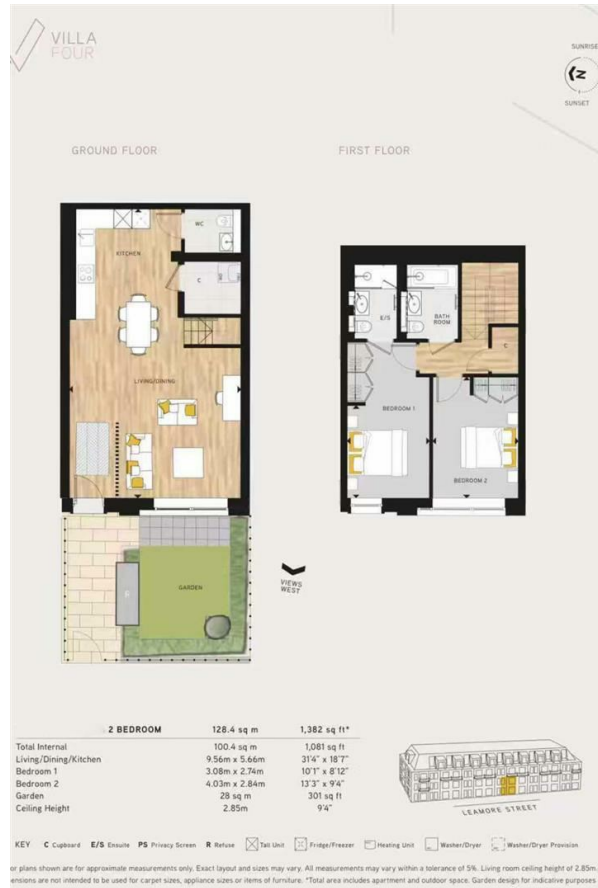 VILLA
FOUR
SUNRISE
N
SUNSET
GROUND FLOOR
FIRST FLOOR
WC
KITCHEN
C
E/S
BATH
ROOM
C
LIVING/DINING
BEDROOM 1
BEDROOM 2
GARDEN
VIEWS
WEST
2 BEDROOM 128.4 sq m 1,382 sq ft*
Total Internal 100.4 sq m 1,081 sq ft
Living/Dining/Kitchen 9.56m x 5.66m 31'4" x 18'7"
Bedroom 1 3.08m x 2.74m 10'1" x 8'12"
Bedroom 2 4.03m x 2.84m 13'3" x 9'4"
Garden 28 sq m 301 sq ft
Ceiling Height 2.85m 9'4"
LEAMORE STREET
KEY C Cupboard E/S Ensuite PS Privacy Screen R Refuse Tall Unit Fridge/Freezer Heating Unit Washer/Dryer Washer/Dryer Provision
or plans shown are for approximate measurements only. Exact layout and sizes may vary. All measurements may vary within a tolerance of 5%. Living room ceiling height of 2.85m.
ensions are not intended to be used for carpet sizes, appliance sizes or items of furniture. *Total area includes apartment and outdoor space. Garden design for indicative purposes